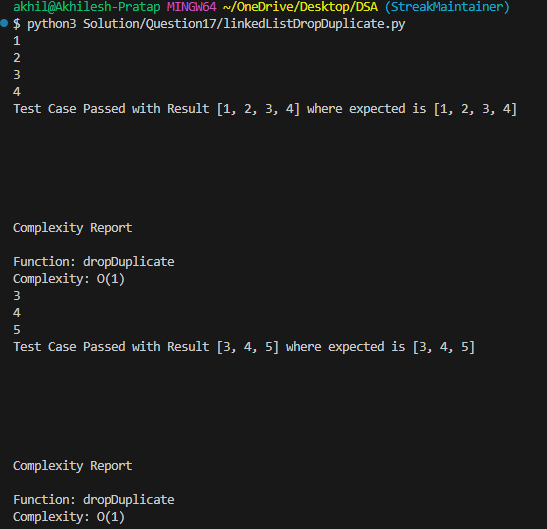 akhil@Akhilesh-Pratap MINGW64 ~/OneDrive/Desktop/DSA (StreakMaintainer)
$ python3 Solution/Question17/linkedListDropDuplicate.py
1
2
3
4
Test Case Passed with Result [1, 2, 3, 4] where expected is [1, 2, 3, 4]
Complexity Report
Function: dropDuplicate
Complexity: O(1)
3
4
5
Test Case Passed with Result [3, 4, 5] where expected is [3, 4, 5]
Complexity Report
Function: dropDuplicate
Complexity: O(1)